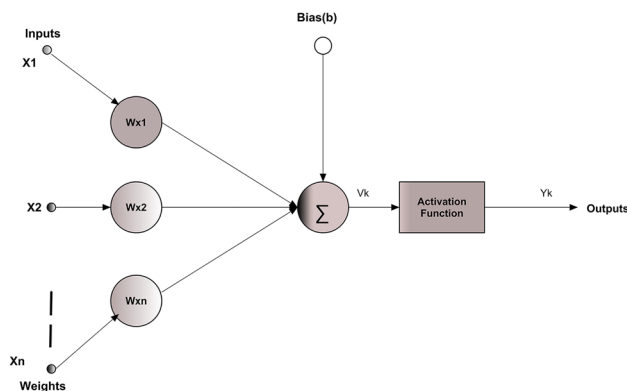 Bias(b)
Inputs
X1
Wx1
X2
Wx2
∑
Vk
Activation
Function
Yk
Outputs
Wxn
Xn
Weights